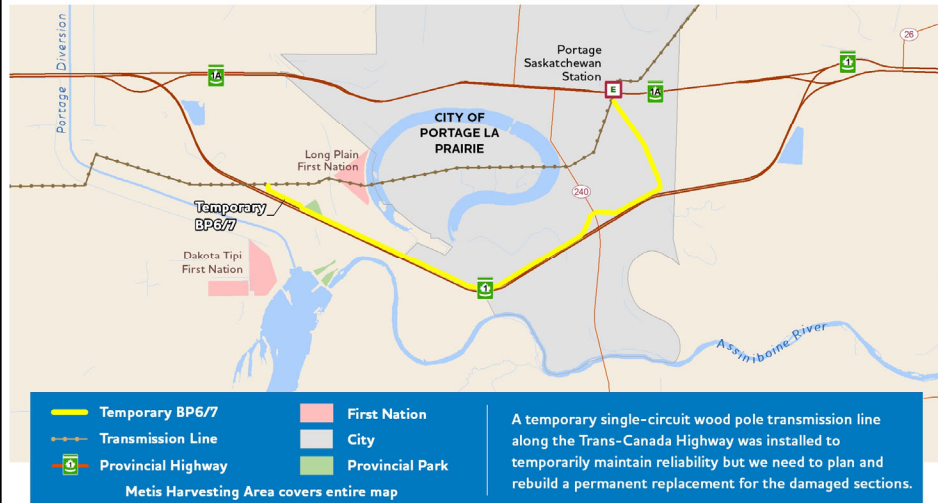 Portage Diversion
26
1A
Portage
Saskatchewan
Station
E
1A
1
CITY OF
PORTAGE LA
PRAIRIE
Long Plain
First Nation
240
Temporary
BP6/7
Dakota Tipi
First Nation
1
Assiniboine River
Temporary BP6/7
Transmission Line
1
Provincial Highway
Metis Harvesting Area covers entire map
First Nation
City
Provincial Park
A temporary single-circuit wood pole transmission line
along the Trans-Canada Highway was installed to
temporarily maintain reliability but we need to plan and
rebuild a permanent replacement for the damaged sections.